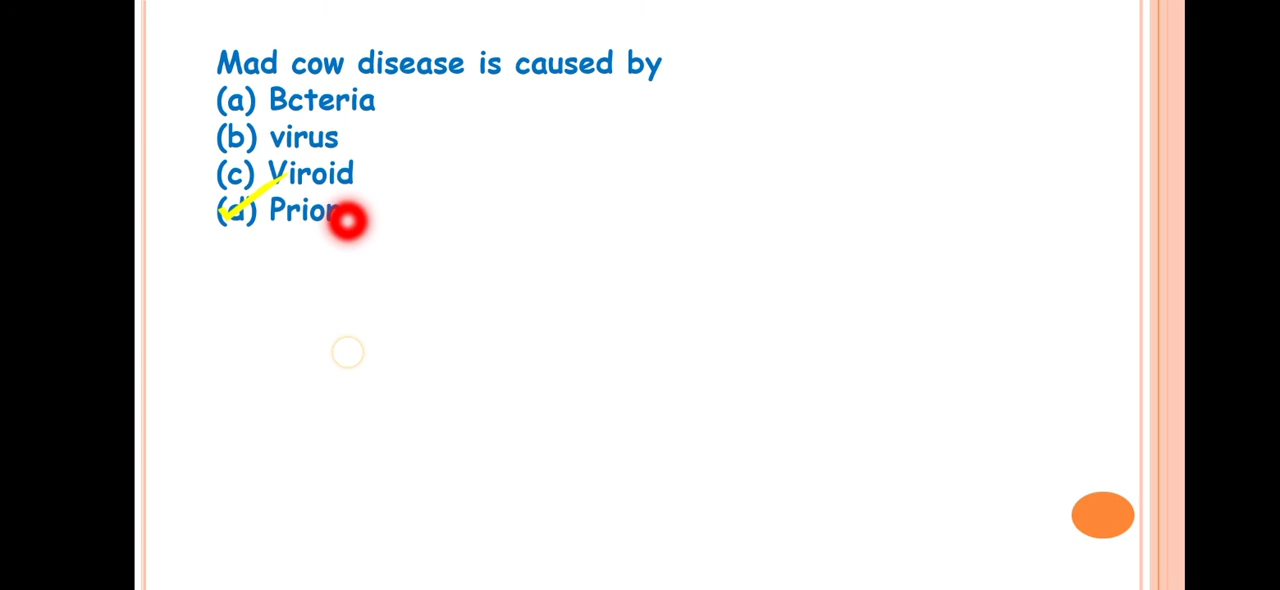 Mad cow disease is caused by
(a) Bcteria
(b) virus
(c) Viroid
(d) Prion